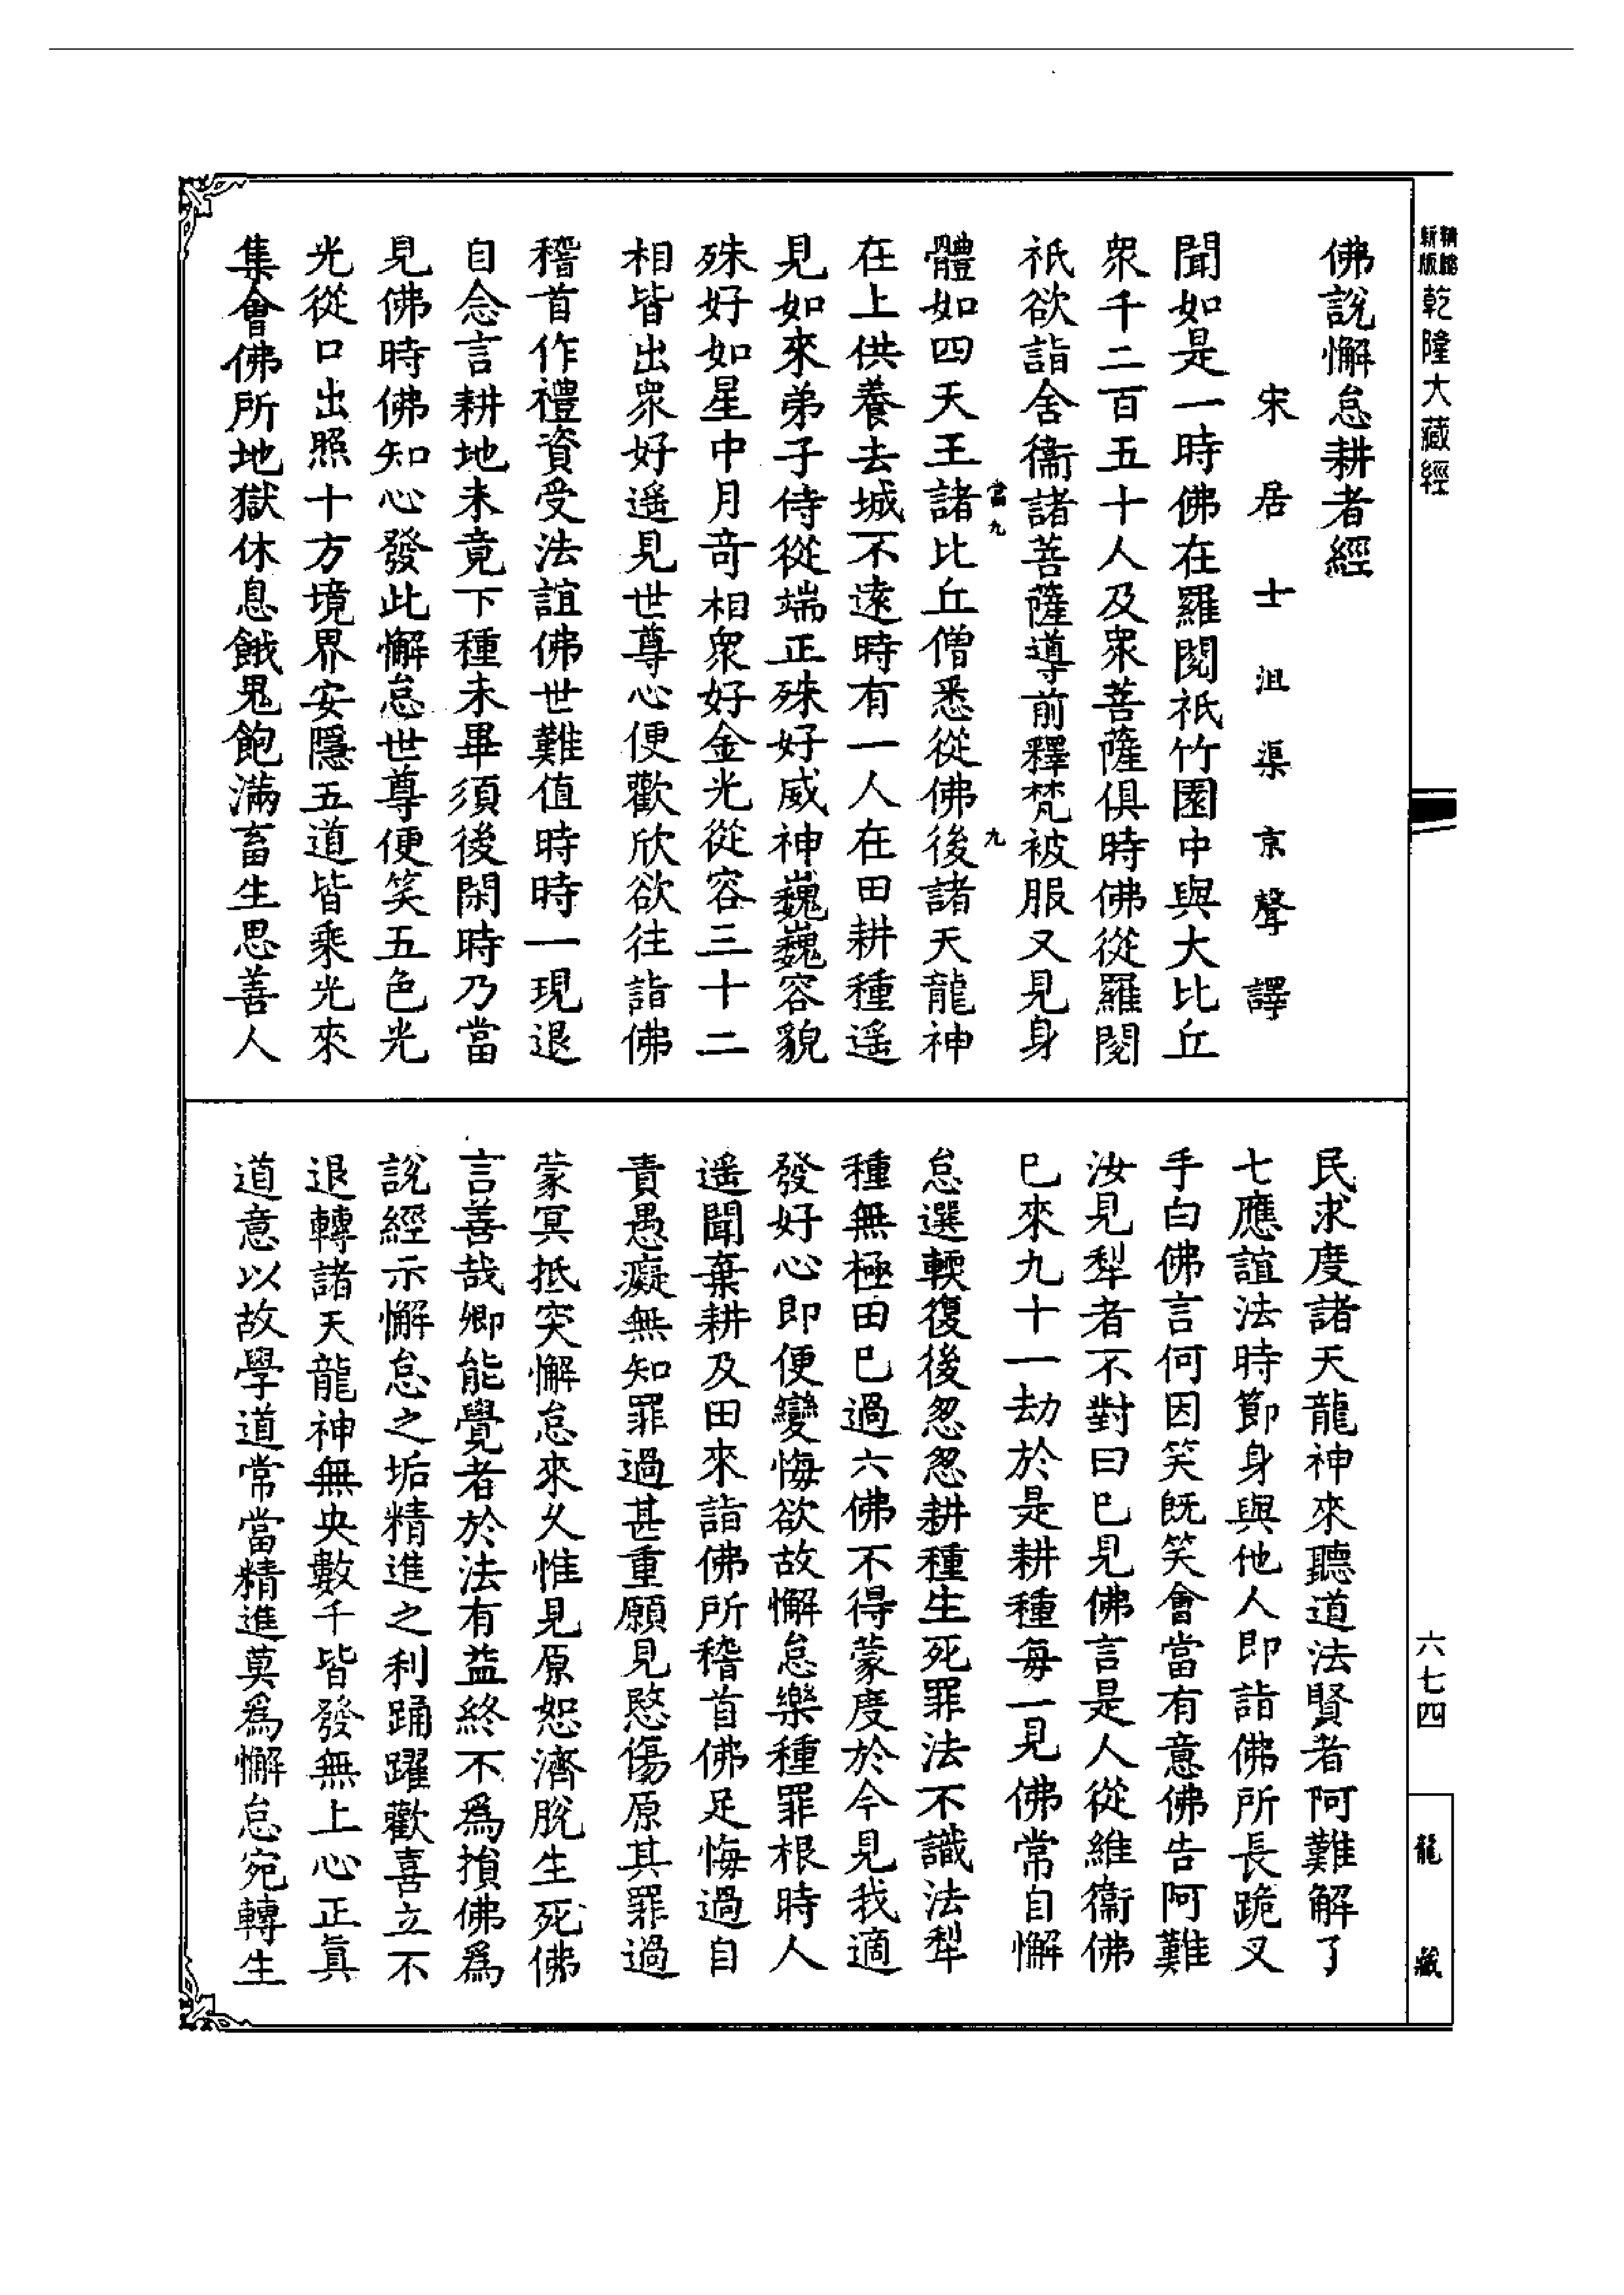 精鐫
新版
乾隆大藏經
佛說懈怠耕者經
宋居士沮渠京聲譯
聞如是一時佛在羅閱祇竹園中與大比丘
眾千二百五十人及眾菩薩俱時佛從羅閱
祇欲詣舍衞諸菩薩導前釋梵被服又見身
當九
九
體如四天王諸比丘僧悉從佛後諸天龍神
在上供養去城不遠時有一人在田耕種遥
見如來弟子侍從端正殊好威神巍巍容貌
殊好如星中月奇相眾好金光從容三十二
相皆出眾好遥見世尊心便歡欣欲往詣佛
稽首作禮資受法誼佛世難值時時一現退
自念言耕地未竟下種未畢須後閑時乃當
見佛時佛知心發此懈怠世尊便笑五色光
光從口出照十方境界安隱五道皆乘光來
集會佛所地獄休息餓鬼飽滿畜生思善人
民求度諸天龍神來聽道法賢者阿難解了
七應誼法時節身與他人即詣佛所長跪叉
手白佛言何因笑既笑會當有意佛告阿難
汝見犁者不對曰已見佛言是人從維衞佛
已來九十一劫於是耕種每一見佛常自懈
怠選輭復後怱怱耕種生死罪法不識法犁
種無極田已過六佛不得蒙度於今見我適
發好心即便變悔欲故懈怠樂種罪根時人
遥聞棄耕及田來詣佛所稽首佛足悔過自
責愚癡無知罪過甚重願見愍傷原其罪過
蒙冥抵突懈怠來久惟見原恕濟脫生死佛
言善哉卿能覺者於法有益終不為損佛為
說經示懈怠之垢精進之利踊躍歡喜立不
退轉諸天龍神無央數千皆發無上心正真
道意以故學道常當精進莫為懈怠宛轉生
六七四
龍藏